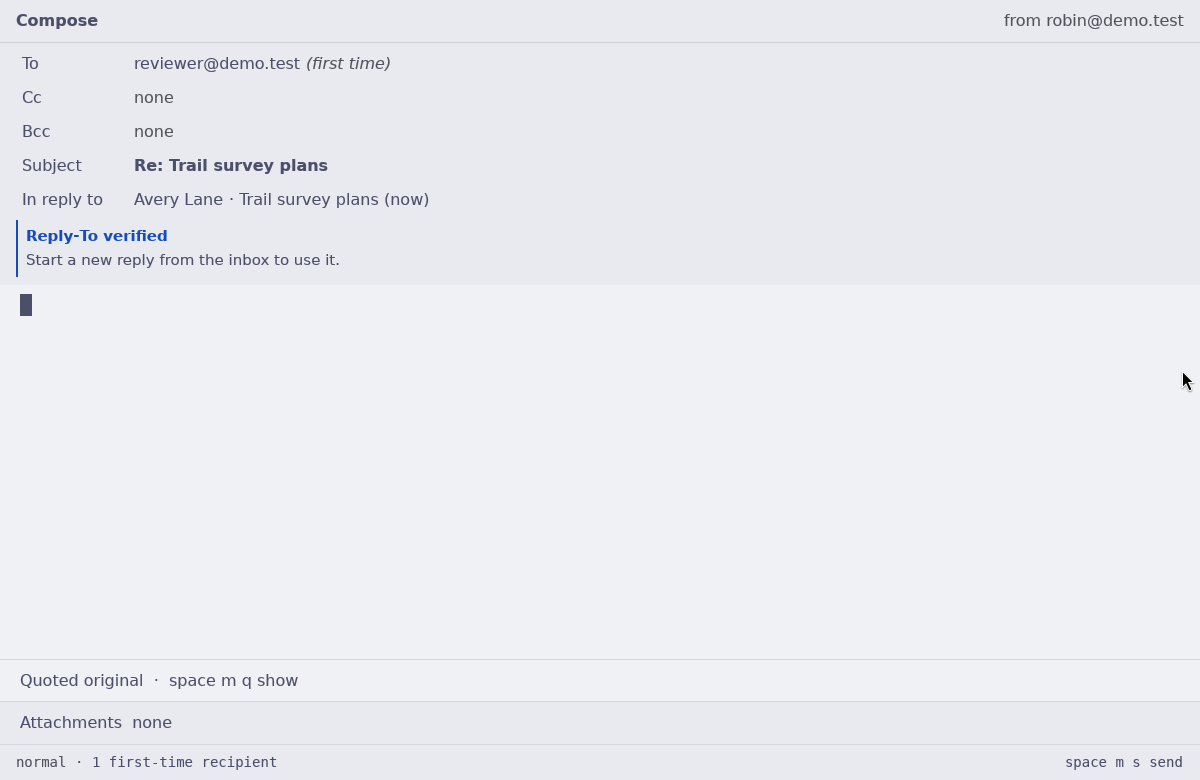 Compose from robin@demo.test
To reviewer@demo.test (first time)
Cc none
Bcc none
Subject Re: Trail survey plans
In reply to Avery Lane · Trail survey plans (now)
Reply-To verified
Start a new reply from the inbox to use it.
Quoted original · space m q show
Attachments none
normal · 1 first-time recipient space m s send